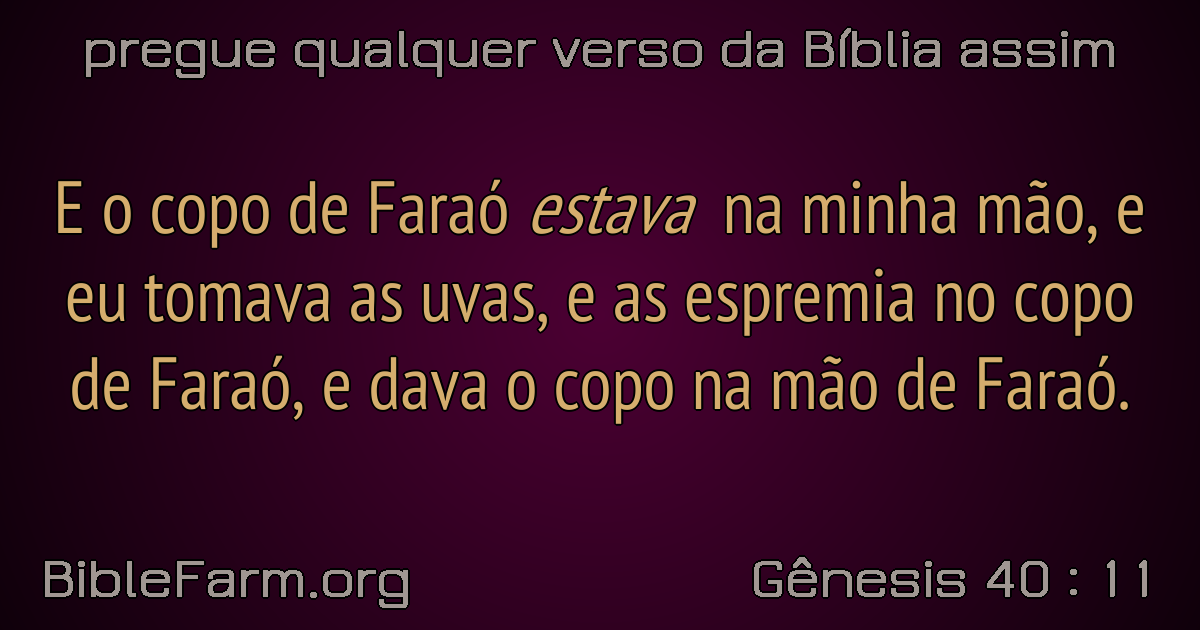 pregue qualquer verso da Bíblia assim
E o copo de Faraó estava na minha mão, e
eu tomava as uvas, e as espremia no copo
de Faraó, e dava o copo na mão de Faraó.
BibleFarm.org
Gênesis 40 : 11